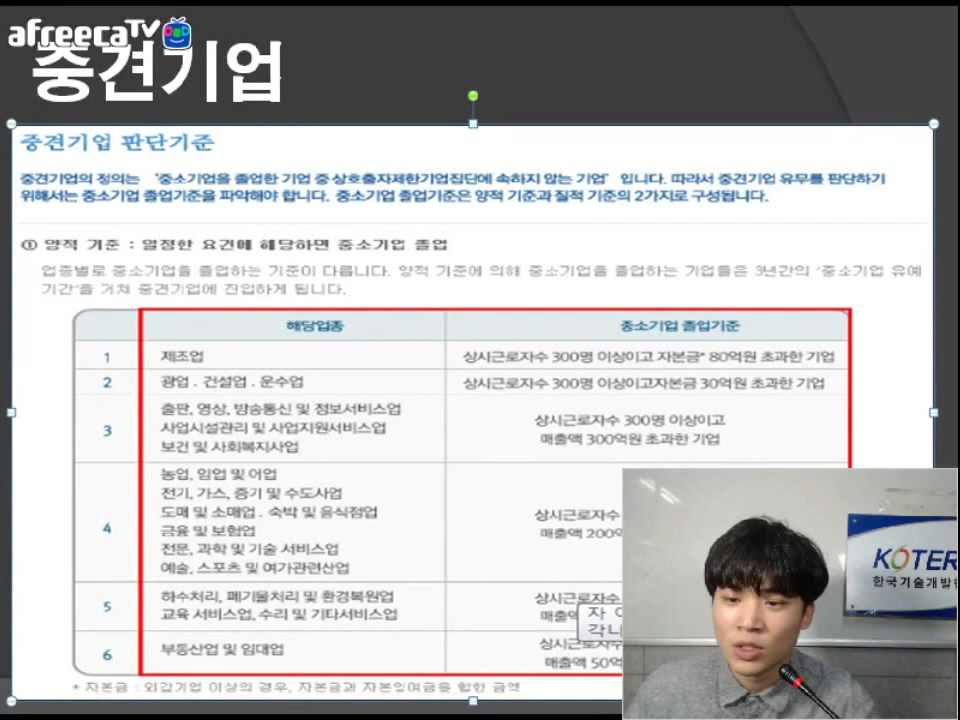 afreecaTV
중견기업
중견기업 판단기준
중견기업의 정의는 '중소기업을 졸업한 기업 중 상호출자제한기업집단에 속하지 않는 기업' 입니다. 따라서 중견기업 유무를 판단하기
위해서는 중소기업 졸업기준을 파악해야 합니다. 중소기업 졸업기준은 양적 기준과 질적 기준의 2가지로 구성됩니다.
① 양적 기준 : 일정한 요건에 해당하면 중소기업 졸업
업종별로 중소기업을 졸업하는 기준이 다릅니다. 양적 기준에 의해 중소기업을 졸업하는 기업들은 3년간의 '중소기업 유예
기간'을 거쳐 중견기업에 진입하게 됩니다.
해당업종 중소기업 졸업기준
1 제조업 상시근로자수 300명 이상이고 자본금* 80억원 초과한 기업
2 광업 . 건설업 . 운수업 상시근로자수 300명 이상이고자본금 30억원 초과한 기업
출판, 영상, 방송통신 및 정보서비스업
3 사업시설관리 및 사업지원서비스업 상시근로자수 300명 이상이고
보건 및 사회복지사업 매출액 300억원 초과한 기업
농업, 임업 및 어업
전기, 가스, 증기 및 수도사업
도매 및 소매업 . 숙박 및 음식점업 상시근로자수
4 금융 및 보험업 매출액 200
전문, 과학 및 기술 서비스업
예술, 스포츠 및 여가관련산업
5 하수처리, 폐기물처리 및 환경복원업 상시근로자수
교육 서비스업, 수리 및 기타서비스업 매출액
자
각
6 부동산업 및 임대업 상시근로자수
매출액 50억
* 자본금 : 외감기업 이상의 경우, 자본금과 자본잉여금을 합한 금액
KOTER
한국기술개발